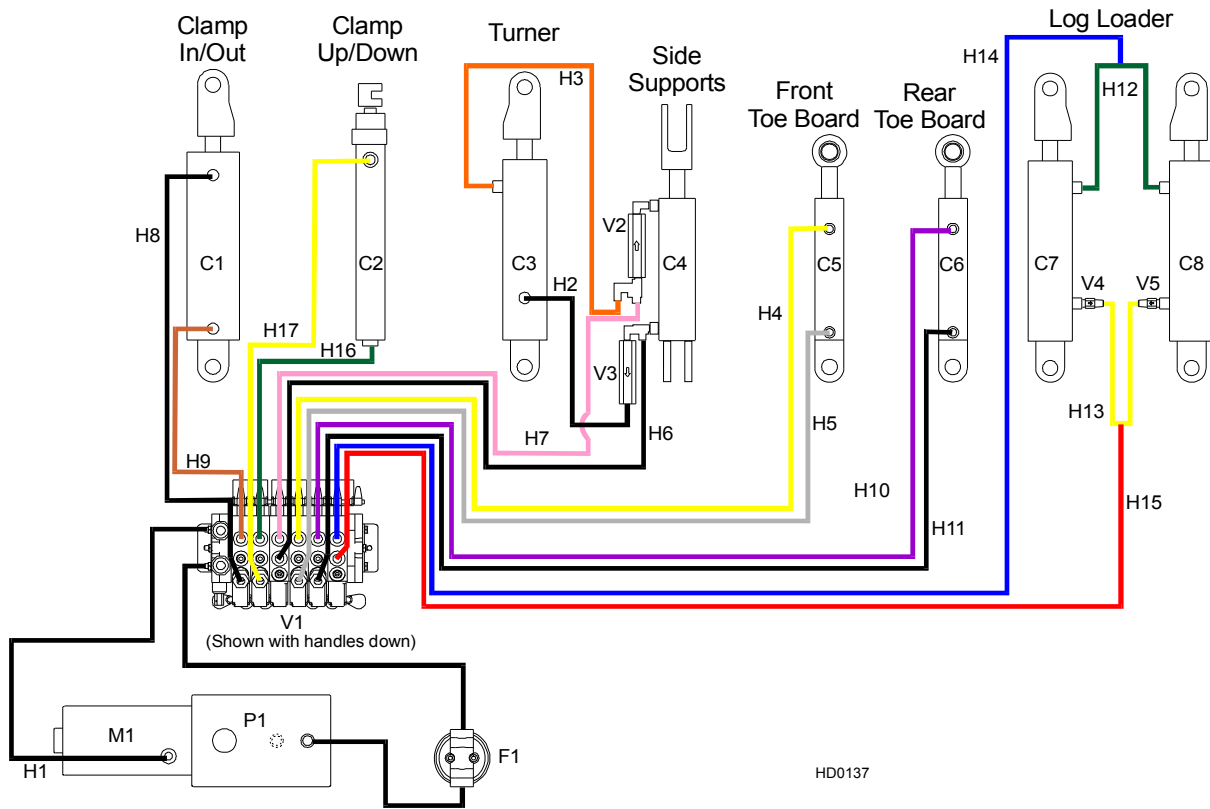 Clamp
In/Out
Clamp
Up/Down
Turner
Side
Supports
Front
Toe Board
Rear
Toe Board
Log Loader
H3
H14
H12
H8
V2
C1
C2
C3
H2
C4
C5
C6
C7
V4
V5
C8
H4
H17
H16
V3
H13
H5
H7
H6
H9
H10
H11
H15
V1
(Shown with handles down)
M1
P1
H1
F1
HD0137